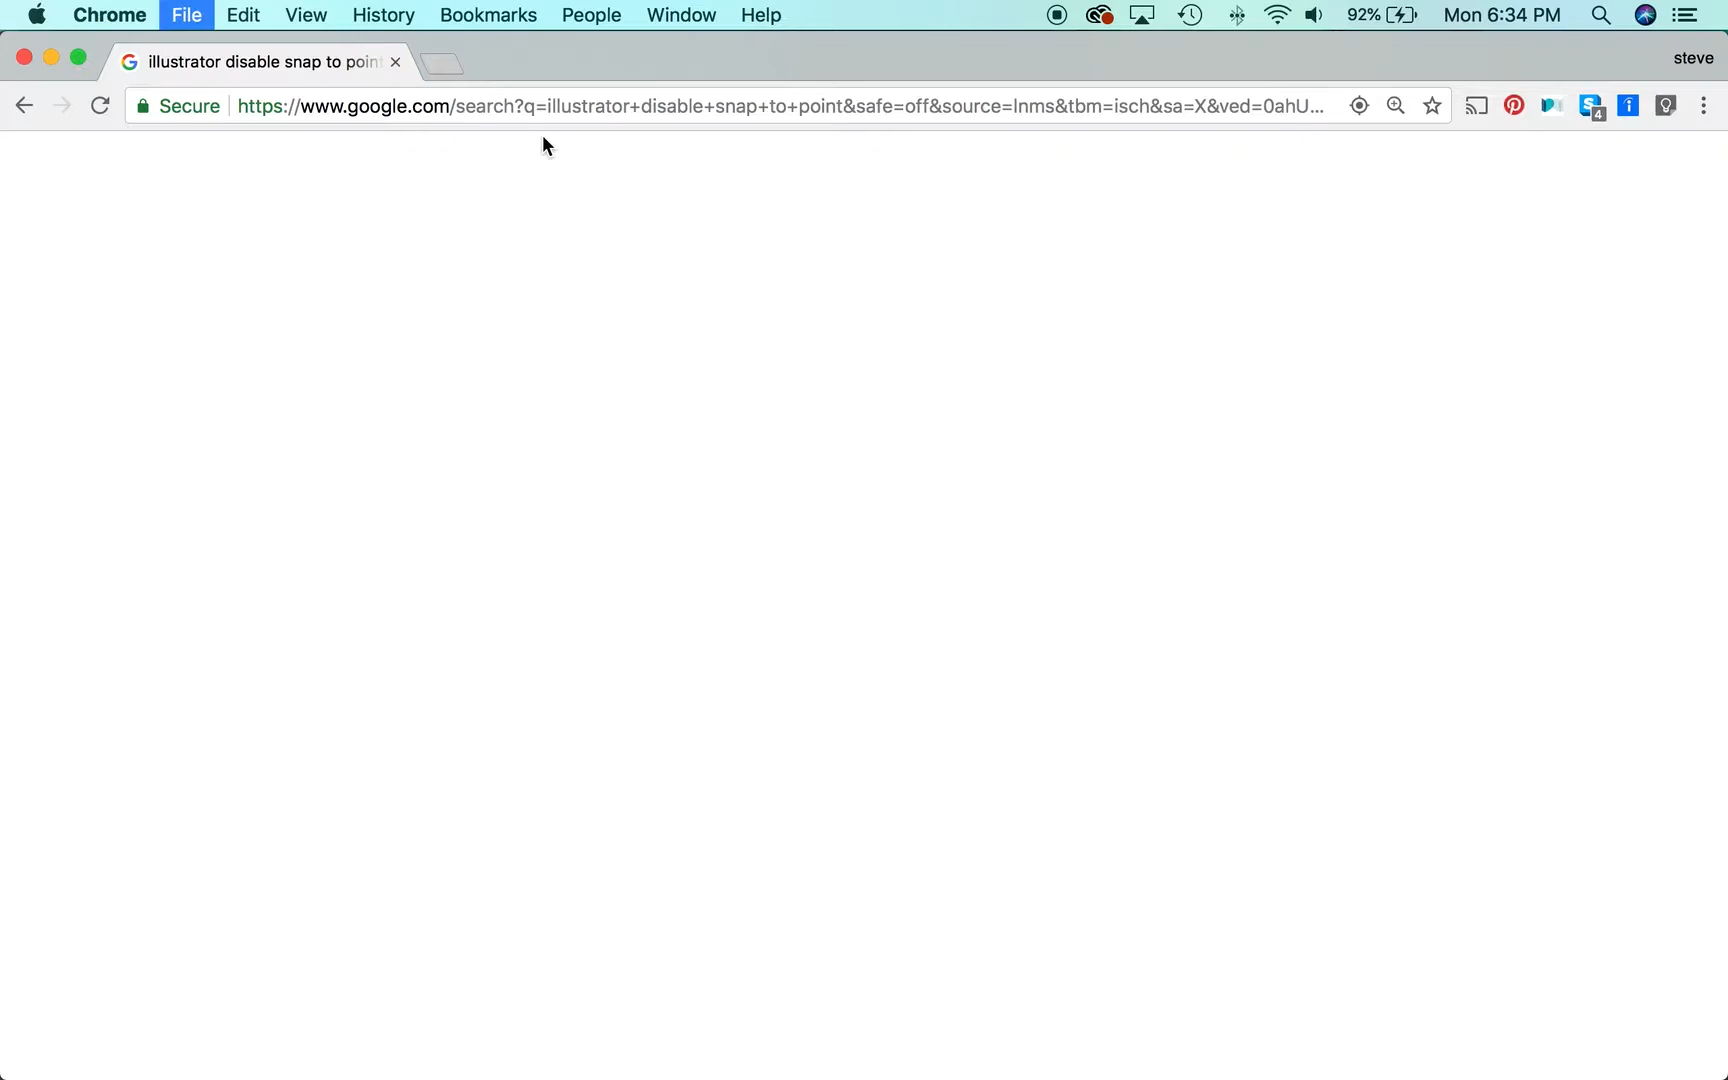 Chrome File Edit View History Bookmarks People Window Help 92% Mon 6:34 PM
illustrator disable snap to poin steve
Secure https://www.google.com/search?q=illustrator+disable+snap+to+point&safe=off&source=lnms&tbm=isch&sa=X&ved=0ahU... 4